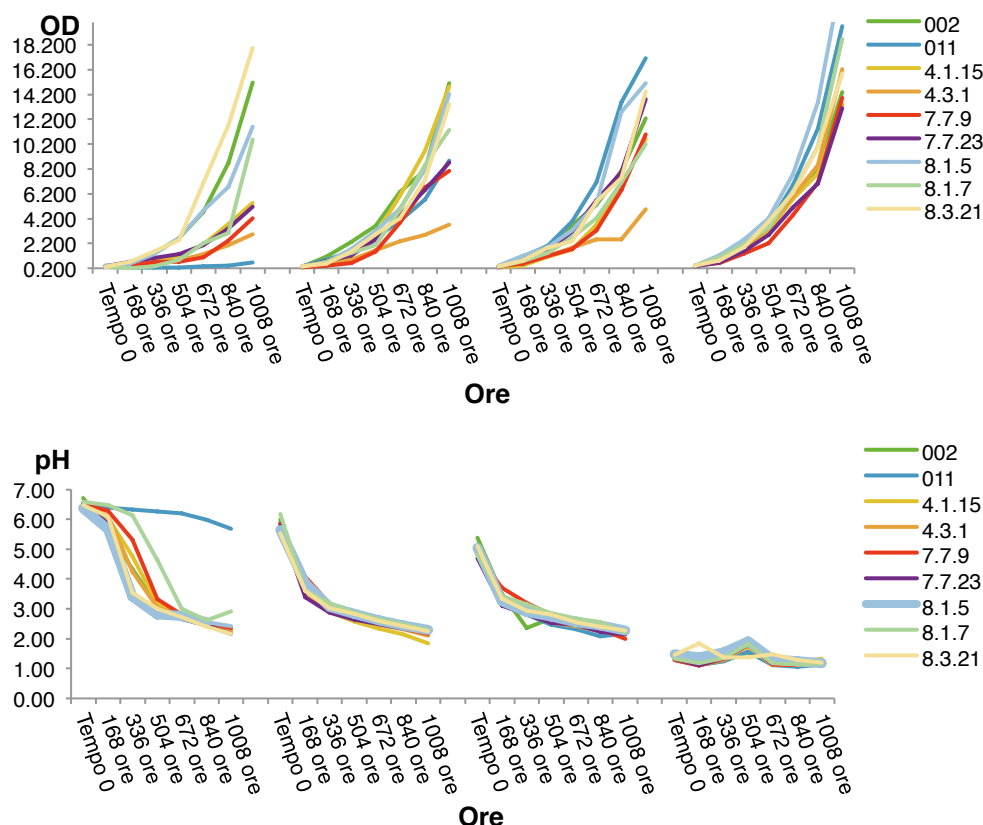 OD
18.200
16.200
14.200
12.200
10.200
8.200
6.200
4.200
2.200
0.200
Tempo 0
168 ore
336 ore
504 ore
672 ore
840 ore
1008 ore
Tempo 0
168 ore
336 ore
504 ore
672 ore
840 ore
1008 ore
Tempo 0
168 ore
336 ore
504 ore
672 ore
840 ore
1008 ore
Tempo 0
168 ore
336 ore
504 ore
672 ore
840 ore
1008 ore
Ore
002
011
4.1.15
4.3.1
7.7.9
7.7.23
8.1.5
8.1.7
8.3.21
pH
7.00
6.00
5.00
4.00
3.00
2.00
1.00
0.00
Tempo 0
168 ore
336 ore
504 ore
672 ore
840 ore
1008 ore
Tempo 0
168 ore
336 ore
504 ore
672 ore
840 ore
1008 ore
Tempo 0
168 ore
336 ore
504 ore
672 ore
840 ore
1008 ore
Tempo 0
168 ore
336 ore
504 ore
672 ore
840 ore
1008 ore
Ore
002
011
4.1.15
4.3.1
7.7.9
7.7.23
8.1.5
8.1.7
8.3.21